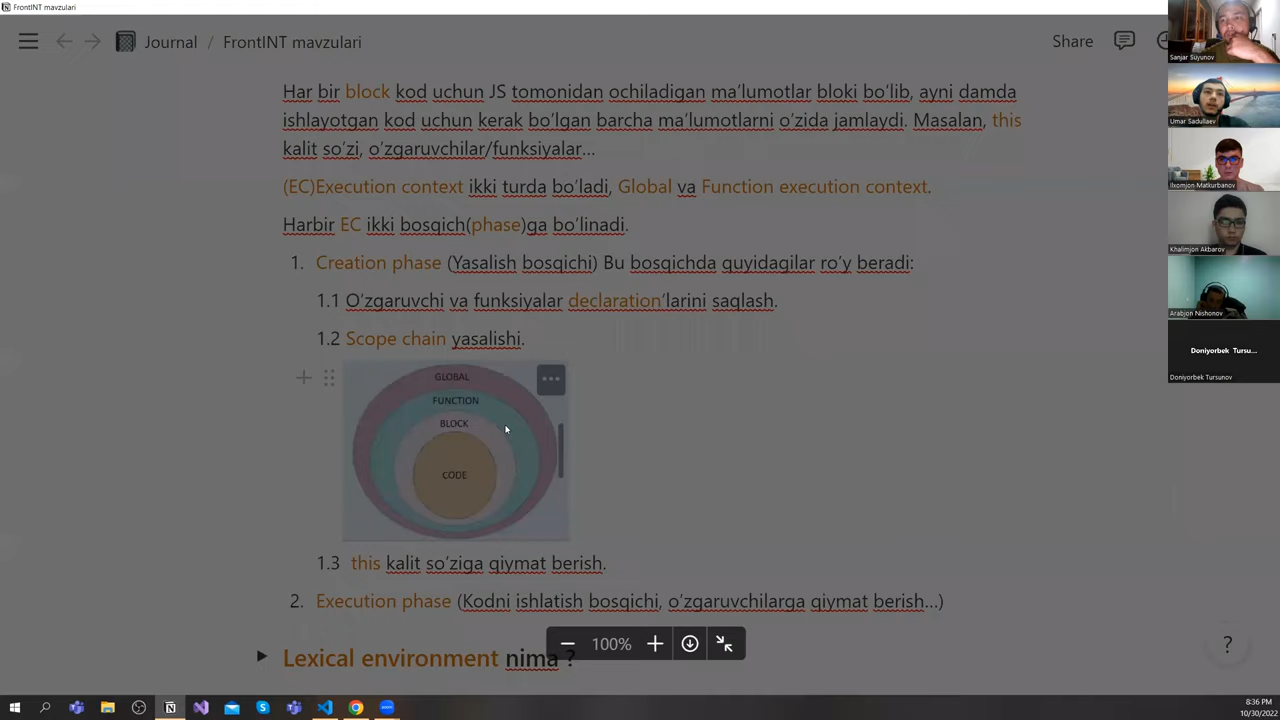 FrontINT mavzulari
Journal / FrontINT mavzulari
Share
Har bir block kod uchun JS tomonidan ochiladigan ma'lumotlar bloki bo'lib, ayni damda
ishlayotgan kod uchun kerak bo'lgan barcha ma'lumotlarni o'zida jamlaydi. Masalan, this
kalit so'zi, o'zgaruvchilar/funksiyalar...
(EC)Execution context ikki turda bo'ladi, Global va Function execution context.
Harbir EC ikki bosqich(phase)ga bo'linadi.
1. Creation phase (Yasalish bosqichi) Bu bosqichda quyidagilar ro'y beradi:
1.1 O'zgaruvchi va funksiyalar declaration'larini saqlash.
1.2 Scope chain yasalishi.
GLOBAL
FUNCTION
BLOCK
CODE
1.3 this kalit so'ziga qiymat berish.
2. Execution phase (Kodni ishlatish bosqichi, o'zgaruvchilarga qiymat berish...)
100%
Lexical environment nima ?
?
Sanjar Suyunov
Umar Sadullaev
Ilxomjon Matkurbanov
Khalimjon Akbarov
Arabjon Nishonov
Doniyorbek Tursu...
Doniyorbek Tursunov
8:36 PM
10/30/2022